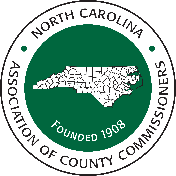 NORTH CAROLINA
ASSOCIATION OF COUNTY COMMISSIONERS
FOUNDED 1908